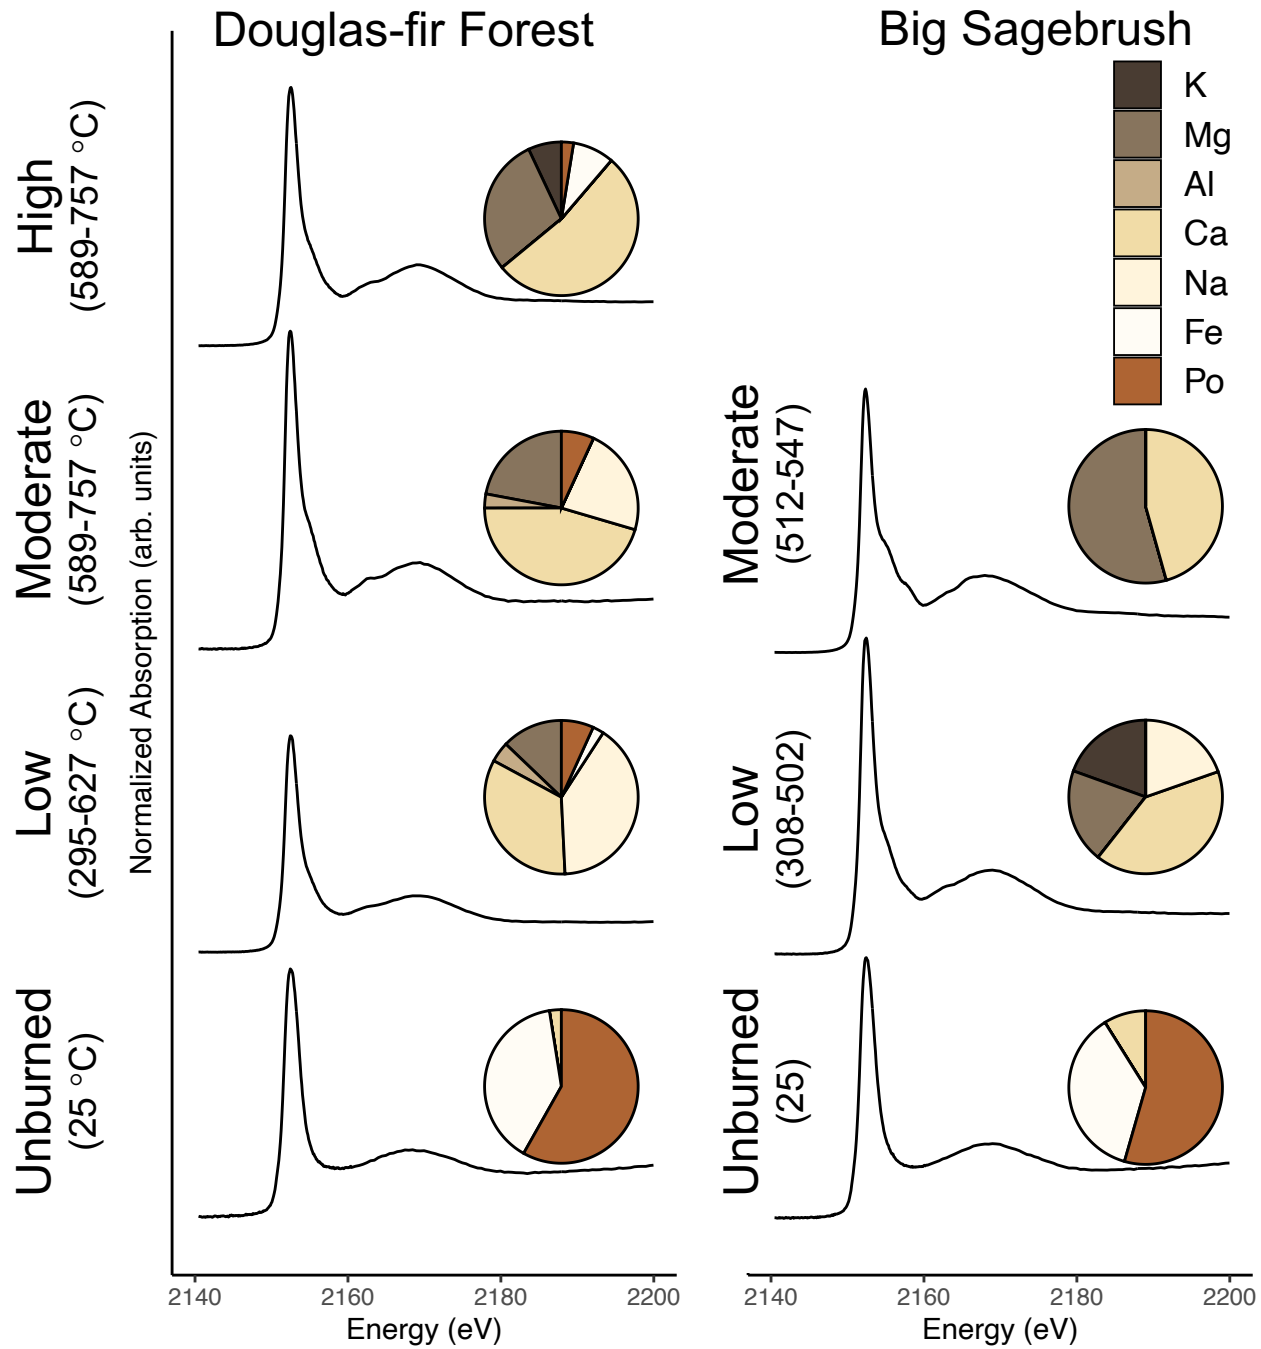 Douglas-fir Forest
Big Sagebrush
K
Mg
Al
Ca
Na
Fe
Po
High
(589-757 °C)
Moderate
(589-757 °C)
Low
(295-627 °C)
Unburned
(25 °C)
Normalized Absorption (arb. units)
Moderate
(512-547)
Low
(308-502)
Unburned
(25)
2140 2160 2180 2200
Energy (eV)
2140 2160 2180 2200
Energy (eV)